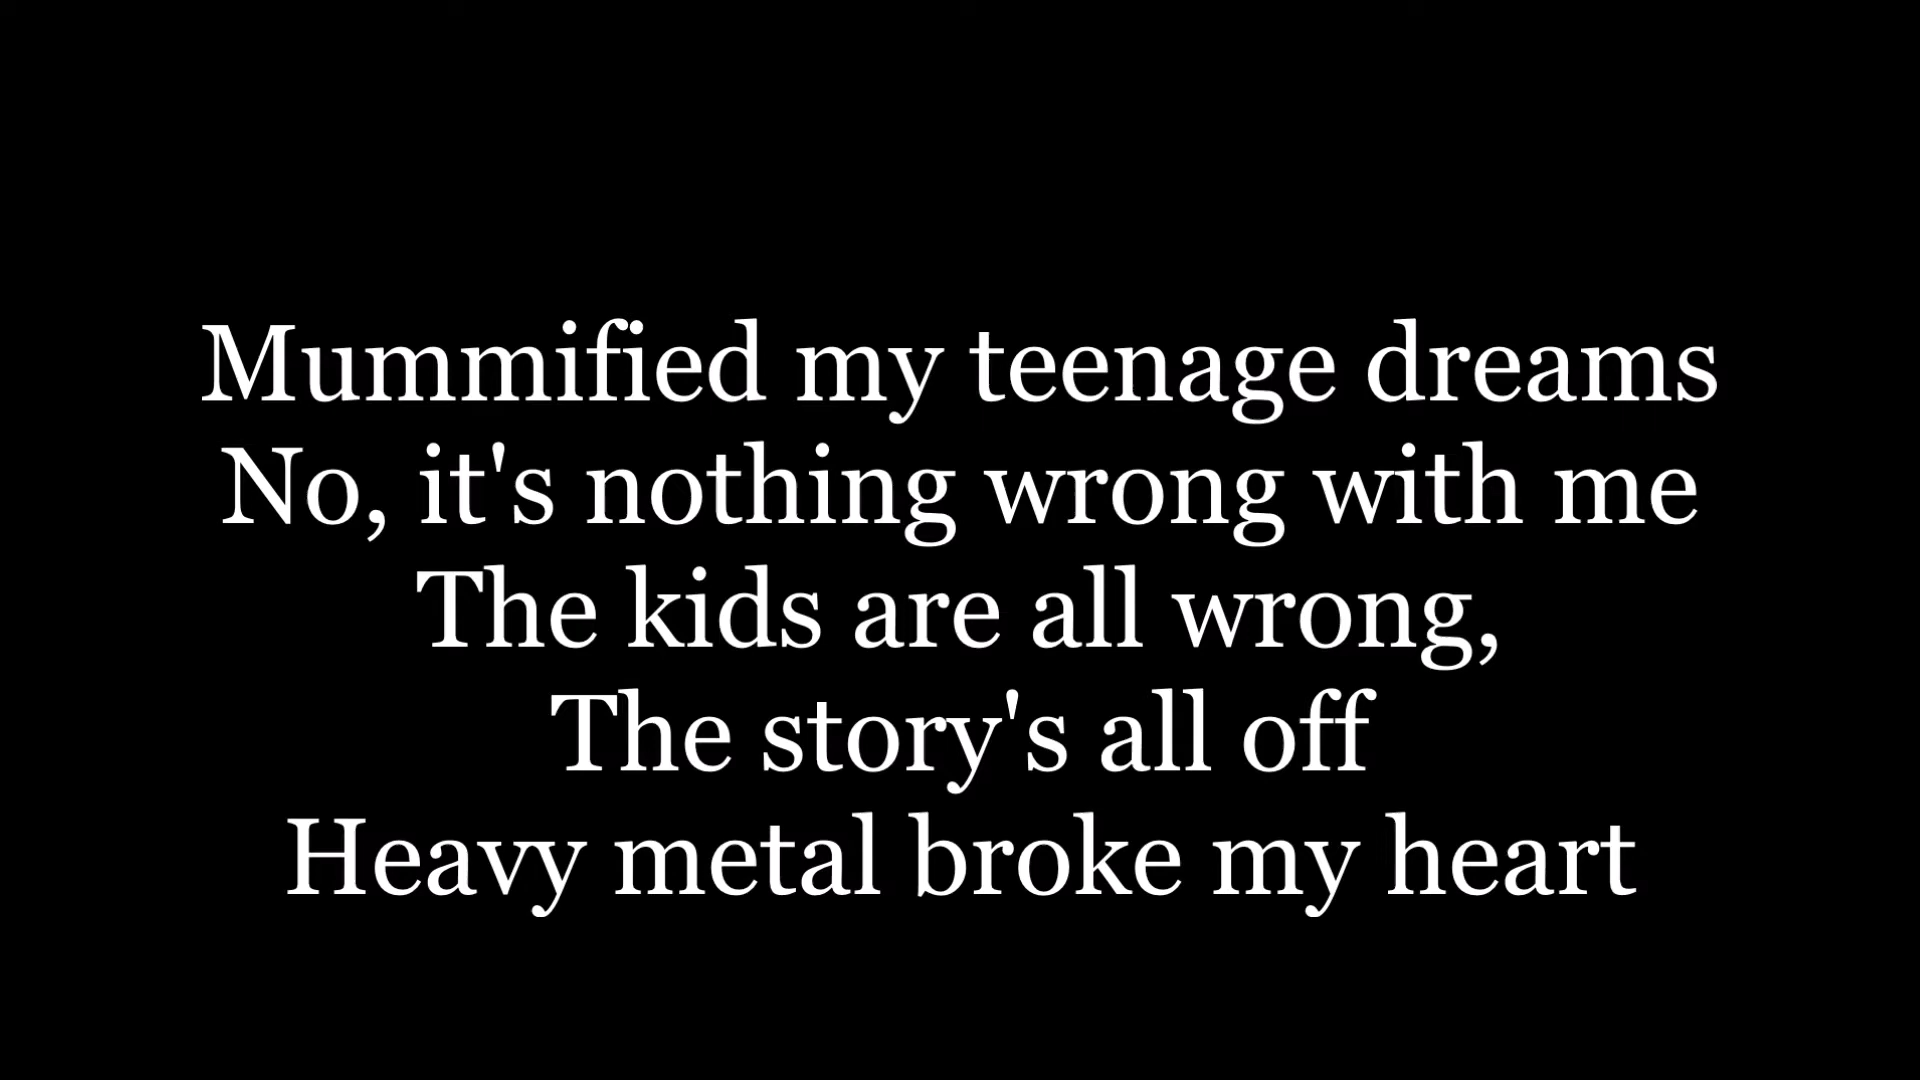 Mummified my teenage dreams
No, it's nothing wrong with me
The kids are all wrong,
The story's all off
Heavy metal broke my heart